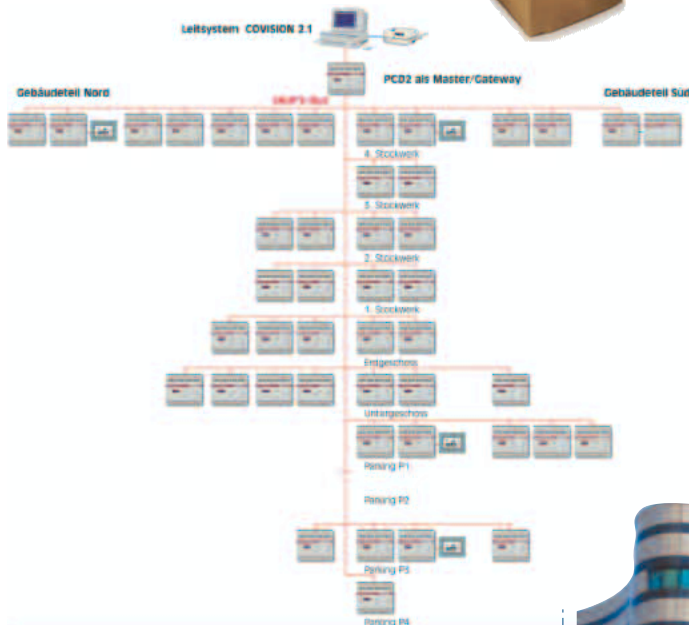 Leitsystem COVISION 2.1
PCD2 als Master/Gateway
Gebäudeteil Nord
Gebäudeteil Süd
4. Stockwerk
3. Stockwerk
2. Stockwerk
1. Stockwerk
Erdgeschoss
Untergeschoss
Parking P1
Parking P2
Parking P3
Parking P4